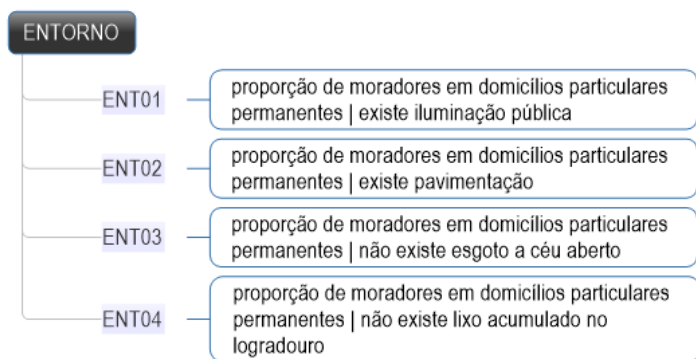 ENTORNO
ENT01
proporção de moradores em domicílios particulares
permanentes | existe iluminação pública
ENT02
proporção de moradores em domicílios particulares
permanentes | existe pavimentação
ENT03
proporção de moradores em domicílios particulares
permanentes | não existe esgoto a céu aberto
ENT04
proporção de moradores em domicílios particulares
permanentes | não existe lixo acumulado no
logradouro